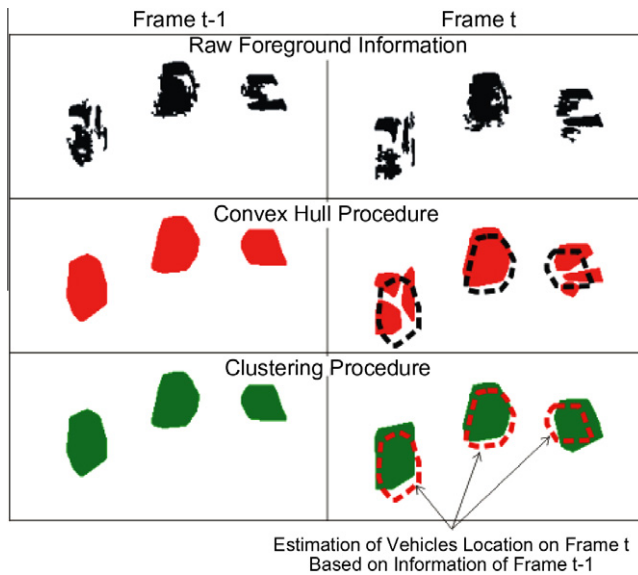 Frame t-1
Frame t
Raw Foreground Information
Convex Hull Procedure
Clustering Procedure
Estimation of Vehicles Location on Frame t
Based on Information of Frame t-1